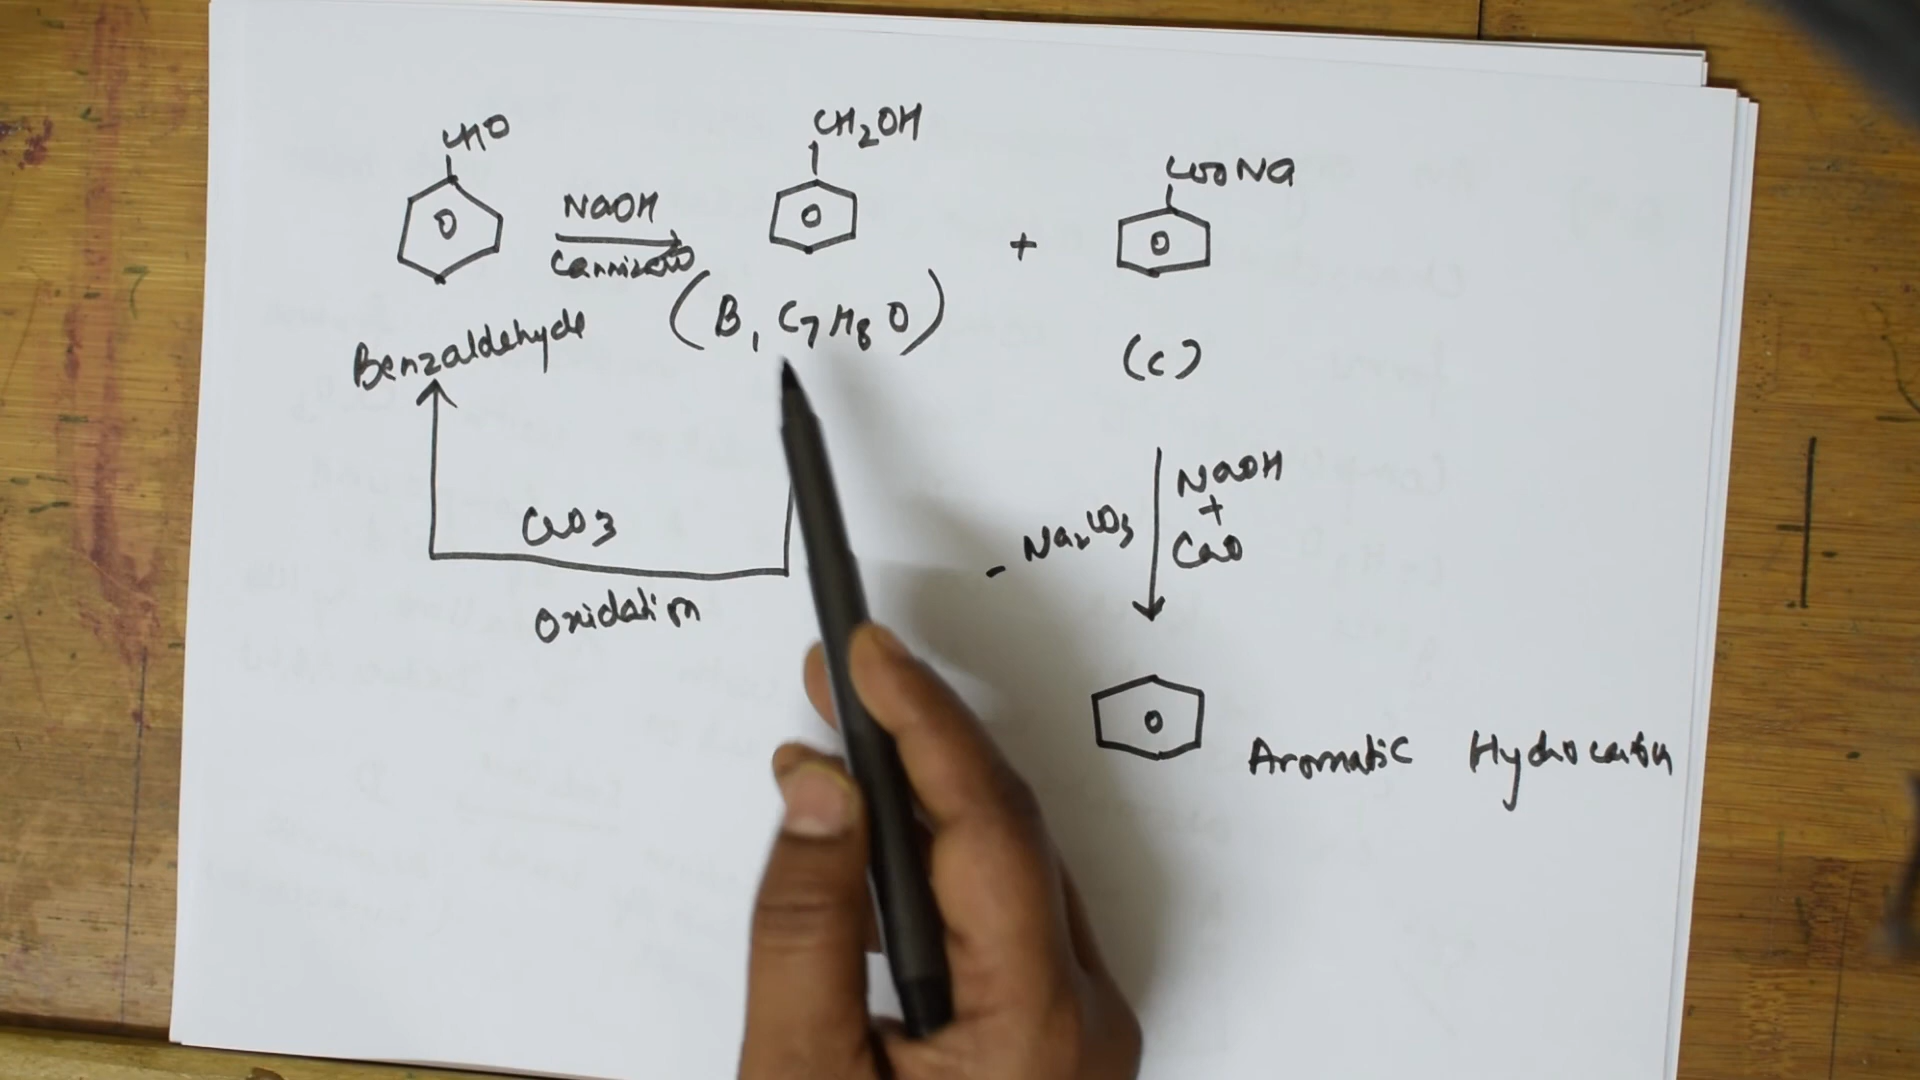 CHO
CH2OH
COONa
NaOH
Cannizaro
+
Benzaldehyde
(B, C7H8O)
(C)
CrO3
oxidation
- Na2CO3
NaOH
+
CaO
Aromatic Hydrocarbon